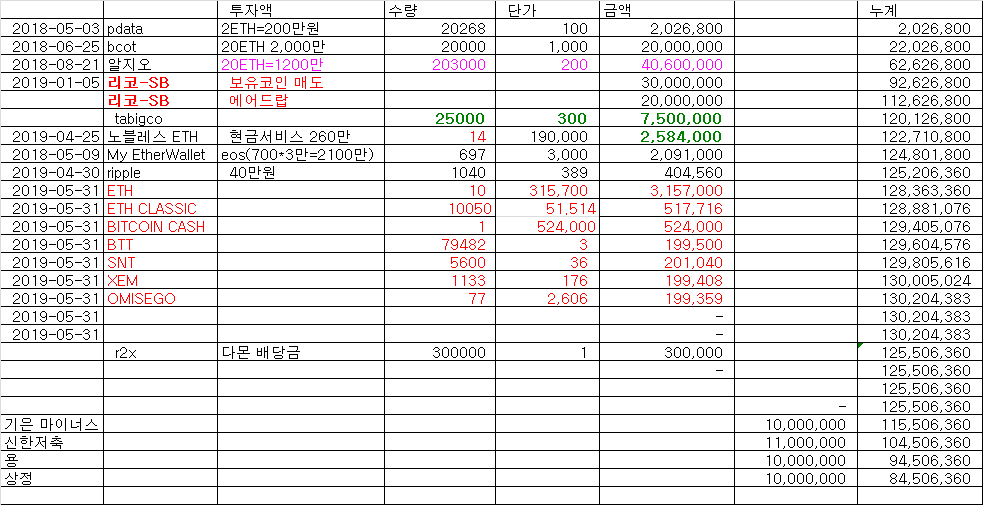 투자액 수량 단가 금액 누계
2018-05-03 pdata 2ETH=200만원 20268 100 2,026,800 2,026,800
2018-06-25 bcot 20ETH 2,000만 20000 1,000 20,000,000 22,026,800
2018-08-21 알지오 20ETH=1200만 203000 200 40,600,000 62,626,800
2019-01-05 리코-SB 보유코인 매도 30,000,000 92,626,800
리코-SB 에어드랍 20,000,000 112,626,800
tabigco 25000 300 7,500,000 120,126,800
2019-04-25 노블레스 ETH 현금서비스 260만 14 190,000 2,584,000 122,710,800
2018-05-09 My EtherWallet eos(700*3만=2100만) 697 3,000 2,091,000 124,801,800
2019-04-30 ripple 40만원 1040 389 404,560 125,206,360
2019-05-31 ETH 10 315,700 3,157,000 128,363,360
2019-05-31 ETH CLASSIC 10050 51,514 517,716 128,881,076
2019-05-31 BITCOIN CASH 1 524,000 524,000 129,405,076
2019-05-31 BTT 79482 3 199,500 129,604,576
2019-05-31 SNT 5600 36 201,040 129,805,616
2019-05-31 XEM 1133 176 199,408 130,005,024
2019-05-31 OMISEGO 77 2,606 199,359 130,204,383
2019-05-31 - 130,204,383
2019-05-31 - 130,204,383
r2x 다몬 배당금 300000 1 300,000 125,506,360
- 125,506,360
125,506,360
- 125,506,360
기은 마이너스 10,000,000 115,506,360
신한저축 11,000,000 104,506,360
용 10,000,000 94,506,360
상정 10,000,000 84,506,360